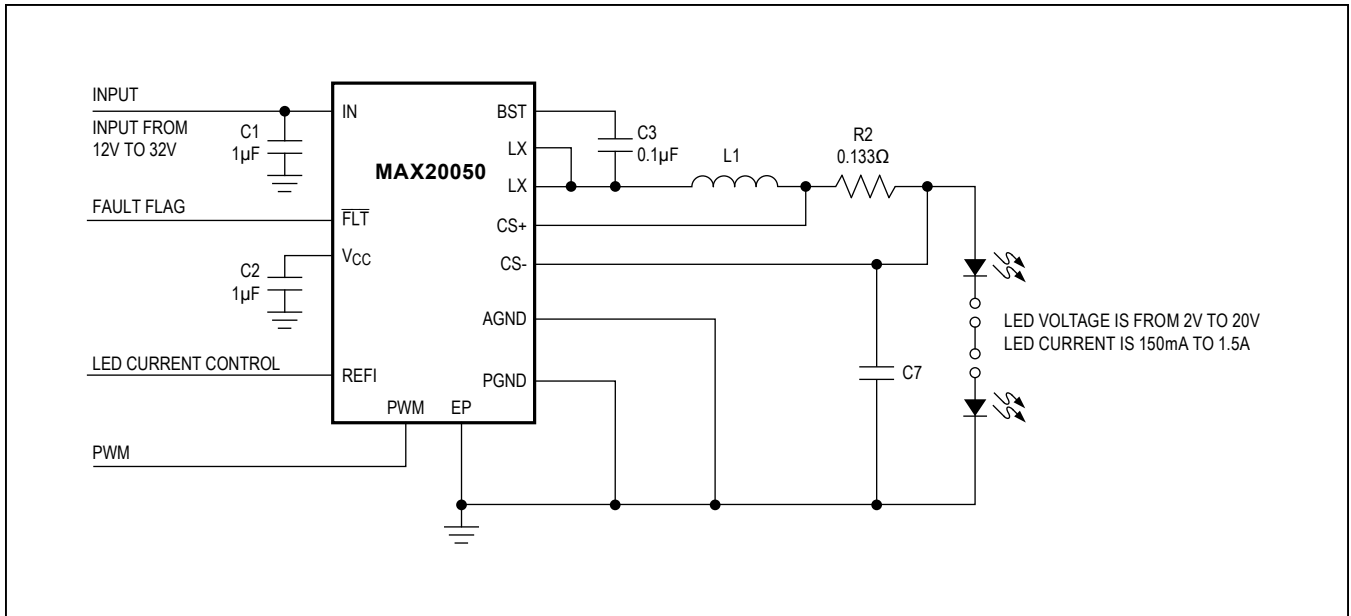 INPUT
INPUT FROM
12V TO 32V
C1
1µF
IN
BST
C3
0.1µF
LX
LX
MAX20050
L1
R2
0.133Ω
FAULT FLAG
FLT
CS+
VCC
CS-
C2
1µF
AGND
LED VOLTAGE IS FROM 2V TO 20V
LED CURRENT IS 150mA TO 1.5A
LED CURRENT CONTROL
REFI
PGND
C7
PWM
EP
PWM